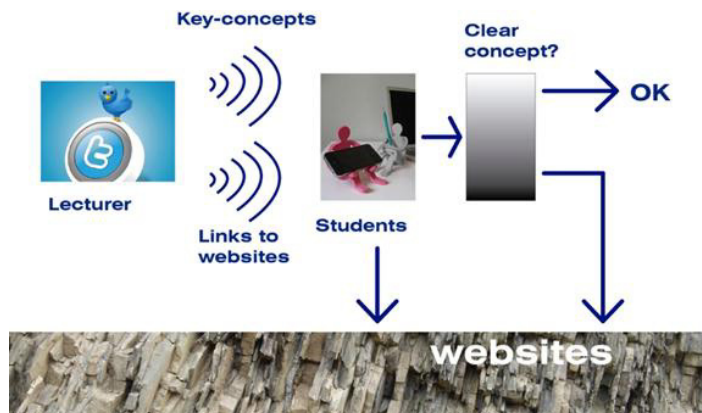 Key-concepts
Clear
concept?
OK
Lecturer
Links to
websites
Students
websites